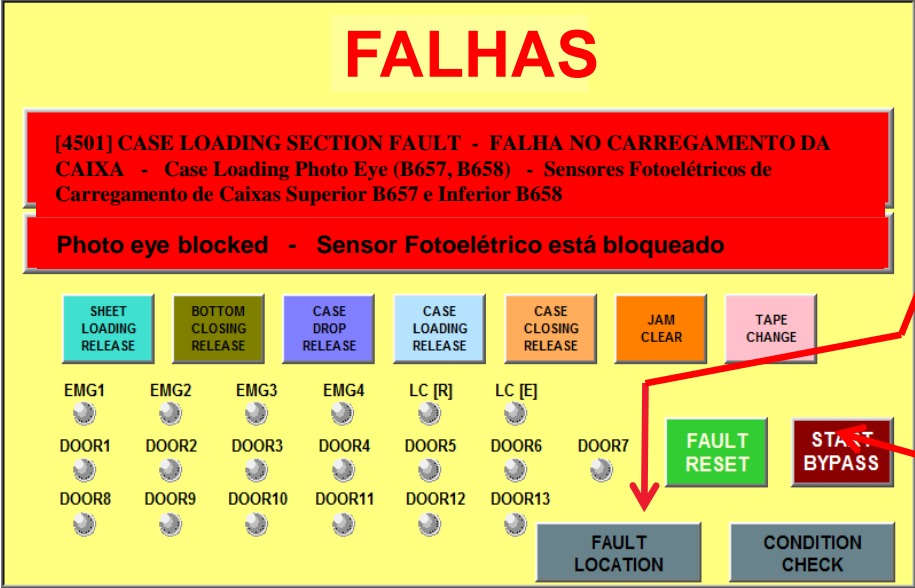 FALHAS
[4501] CASE LOADING SECTION FAULT - FALHA NO CARREGAMENTO DA
CAIXA - Case Loading Photo Eye (B657, B658) - Sensores Fotoelétricos de
Carregamento de Caixas Superior B657 e Inferior B658
Photo eye blocked - Sensor Fotoelétrico está bloqueado
SHEET
LOADING
RELEASE
BOTTOM
CLOSING
RELEASE
CASE
DROP
RELEASE
CASE
LOADING
RELEASE
CASE
CLOSING
RELEASE
JAM
CLEAR
TAPE
CHANGE
EMG1 EMG2 EMG3 EMG4 LC [R] LC [E]
DOOR1 DOOR2 DOOR3 DOOR4 DOOR5 DOOR6 DOOR7
DOOR8 DOOR9 DOOR10 DOOR11 DOOR12 DOOR13
FAULT
RESET
START
BYPASS
FAULT
LOCATION
CONDITION
CHECK